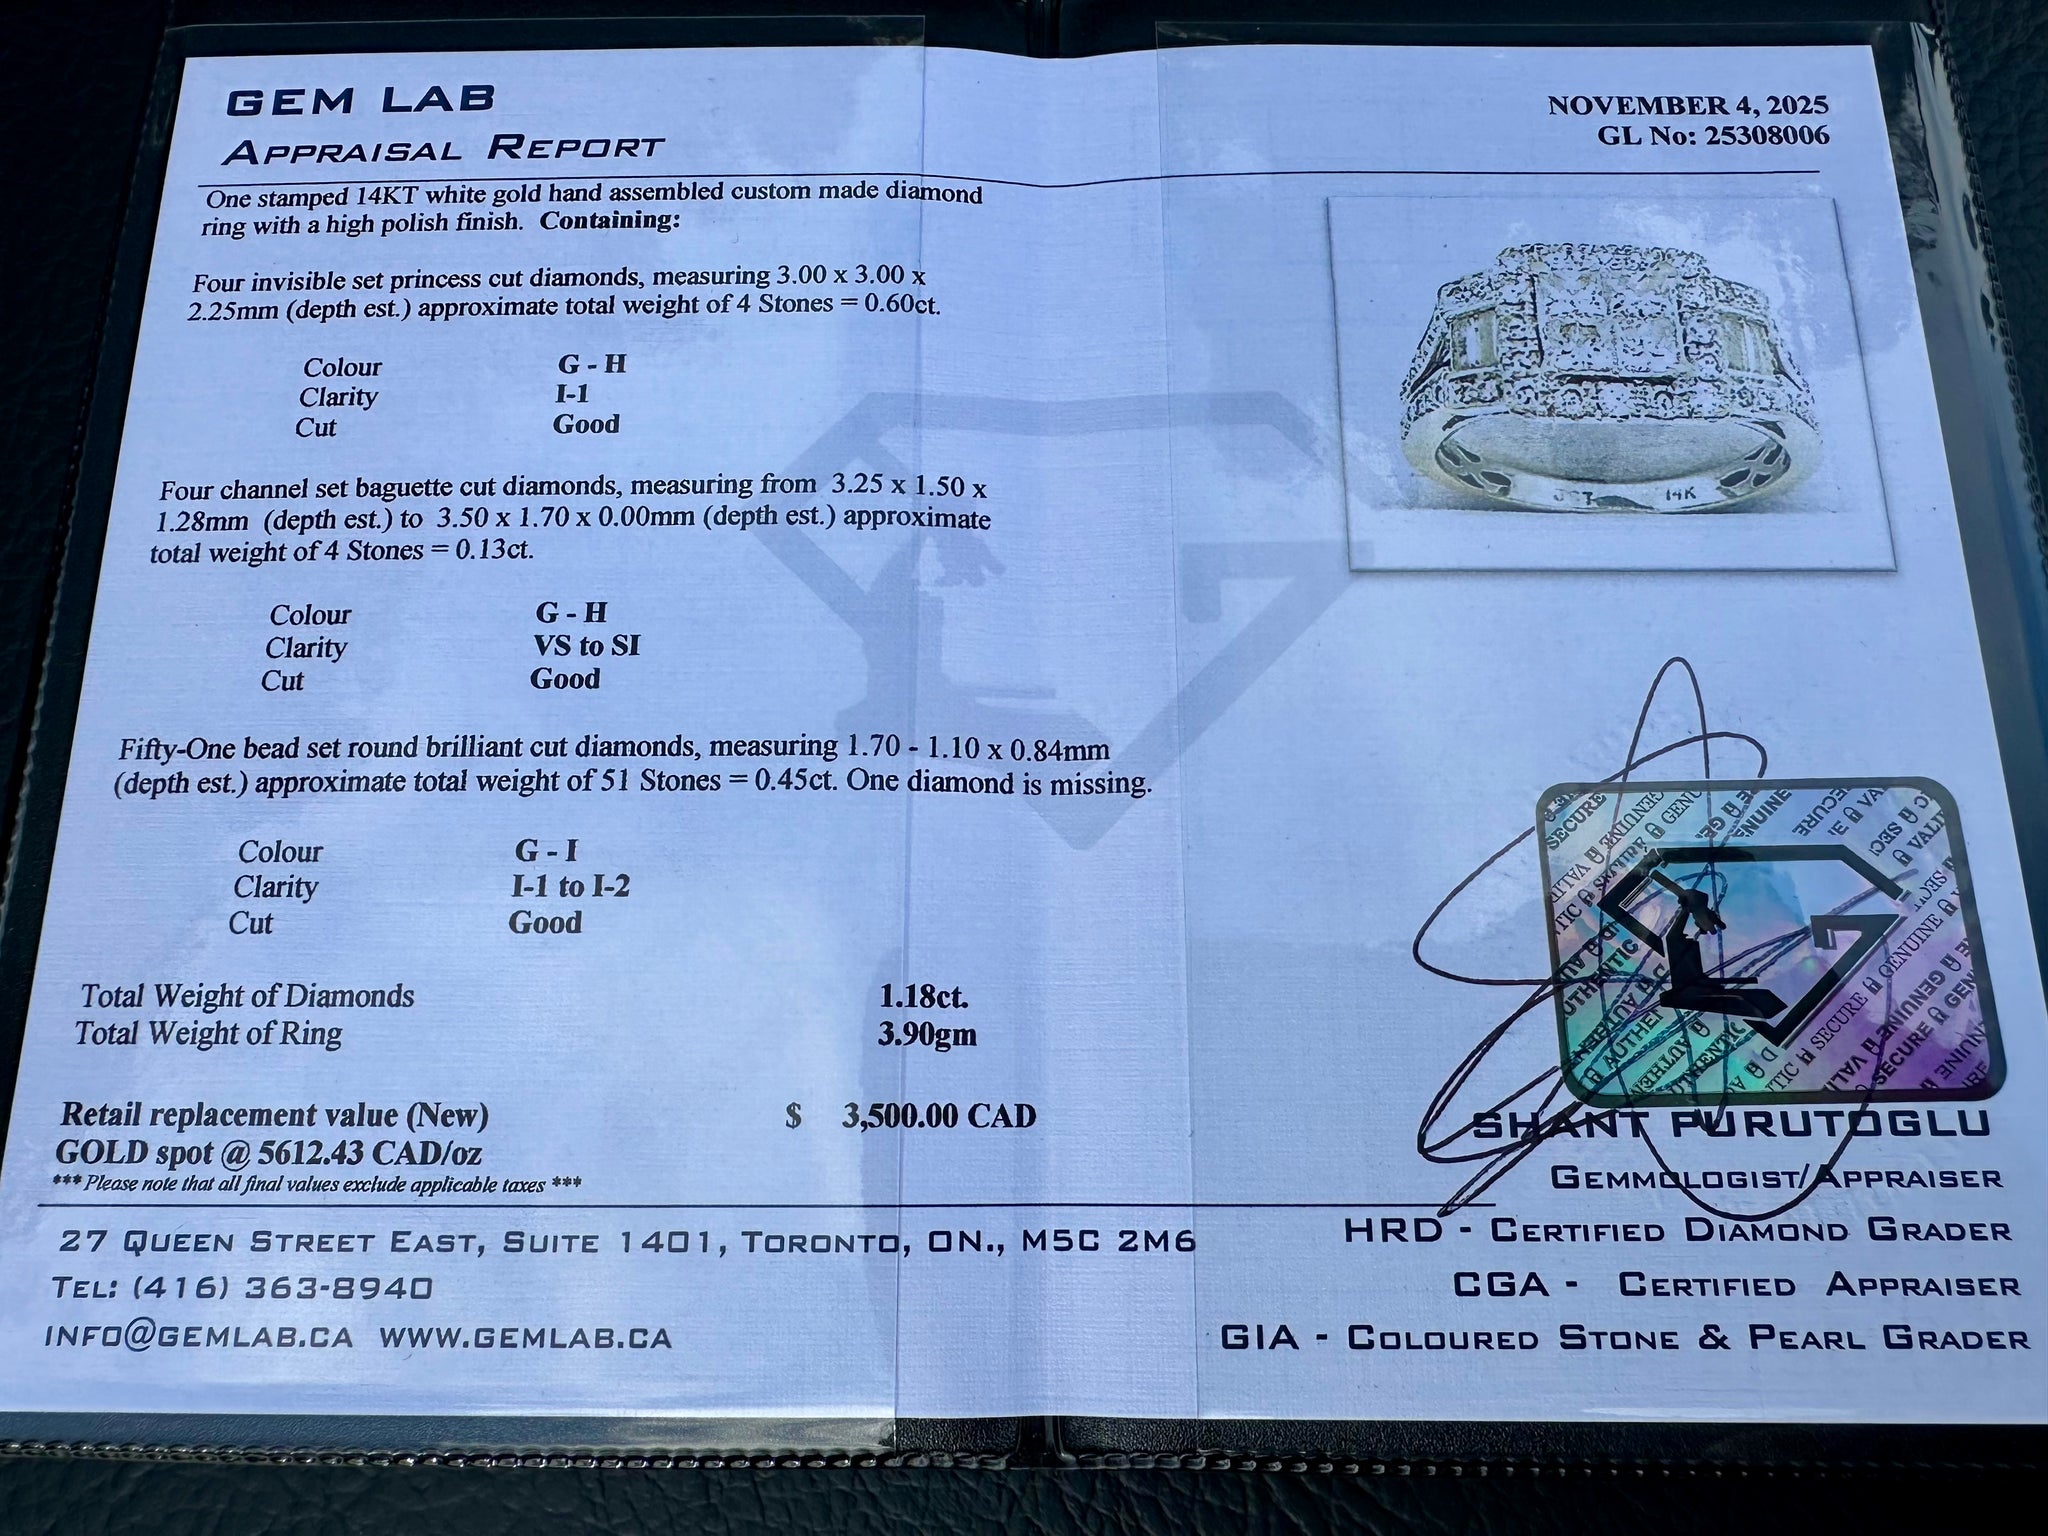 GEM LAB
APPRAISAL REPORT
NOVEMBER 4, 2025
GL No: 25308006
One stamped 14KT white gold hand assembled custom made diamond
ring with a high polish finish. Containing:
Four invisible set princess cut diamonds, measuring 3.00 x 3.00 x
2.25mm (depth est.) approximate total weight of 4 Stones = 0.60ct.
Colour G - H
Clarity I-1
Cut Good
Four channel set baguette cut diamonds, measuring from 3.25 x 1.50 x
1.28mm (depth est.) to 3.50 x 1.70 x 0.00mm (depth est.) approximate
total weight of 4 Stones = 0.13ct.
Colour G - H
Clarity VS to SI
Cut Good
Fifty-One bead set round brilliant cut diamonds, measuring 1.70 - 1.10 x 0.84mm
(depth est.) approximate total weight of 51 Stones = 0.45ct. One diamond is missing.
Colour G - I
Clarity I-1 to I-2
Cut Good
Total Weight of Diamonds 1.18ct.
Total Weight of Ring 3.90gm
Retail replacement value (New) $ 3,500.00 CAD
GOLD spot @ 5612.43 CAD/oz
*** Please note that all final values exclude applicable taxes ***
27 QUEEN STREET EAST, SUITE 1401, TORONTO, ON., M5C 2M6
TEL: (416) 363-8940
INFO@GEMLAB.CA WWW.GEMLAB.CA
14K
SHANT PURUTOGLU
GEMMOLOGIST/APPRAISER
HRD - CERTIFIED DIAMOND GRADER
CGA - CERTIFIED APPRAISER
GIA - COLOURED STONE & PEARL GRADER